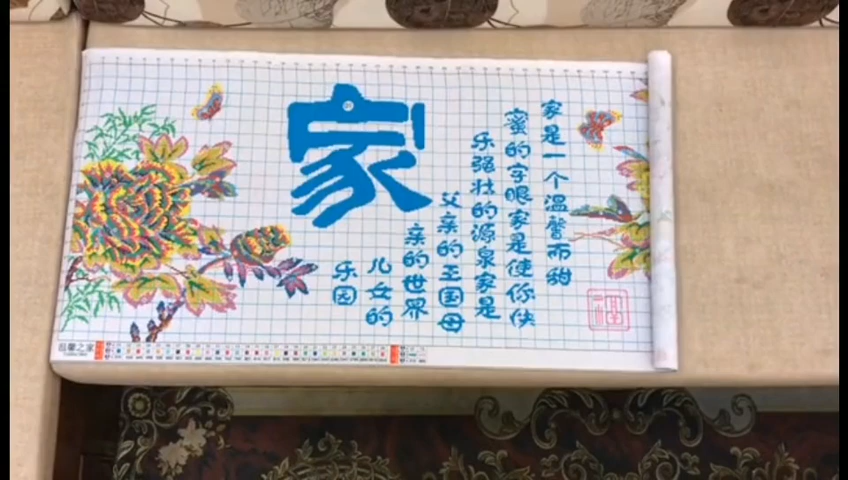 家
家是一个温馨而甜
蜜的字眼家是使你快
乐强壮的源泉家是
父亲的王国母
亲的世界
儿女的
乐园